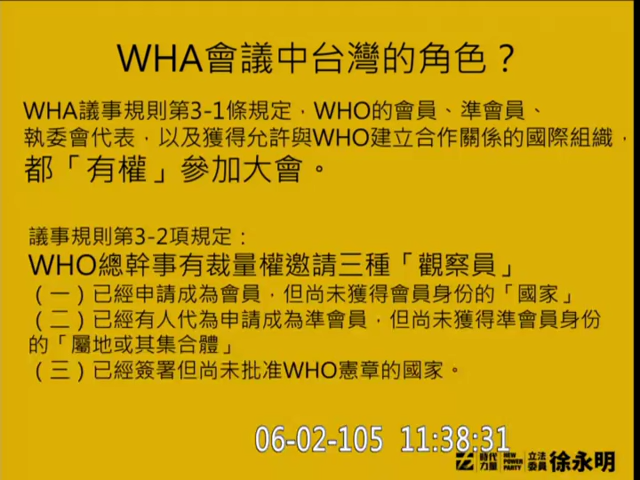 WHA會議中台灣的角色？
WHA議事規則第3-1條規定，WHO的會員、準會員、
執委會代表，以及獲得允許與WHO建立合作關係的國際組織，
都「有權」參加大會。
議事規則第3-2項規定：
WHO總幹事有裁量權邀請三種「觀察員」
（一）已經申請成為會員，但尚未獲得會員身份的「國家」
（二）已經有人代為申請成為準會員，但尚未獲得準會員身份
的「屬地或其集合體」
（三）已經簽署但尚未批准WHO憲章的國家。
06-02-105 11:38:31
時代力量 NEW POWER PARTY 立法委員 徐永明